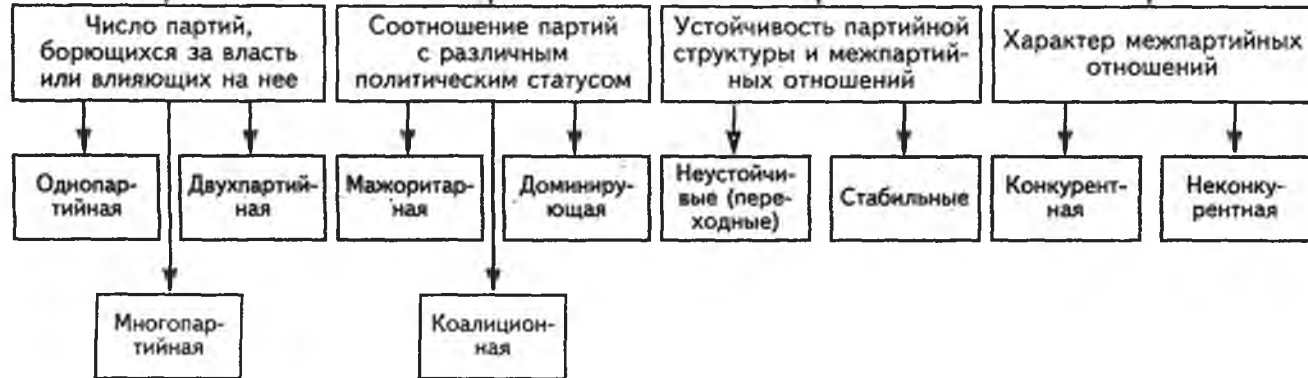 Число партий,
борющихся за власть
или влияющих на нее
Соотношение партий
с различным
политическим статусом
Устойчивость партийной
структуры и межпартий-
ных отношений
Характер межпартийных
отношений
Однопар-
тийная
Двухпартий-
ная
Мажоритар-
ная
Доминиру-
ющая
Неустойчи-
вые (пере-
ходные)
Стабильные
Конкурент-
ная
Неконку-
рентная
Многопар-
тийная
Коалицион-
ная